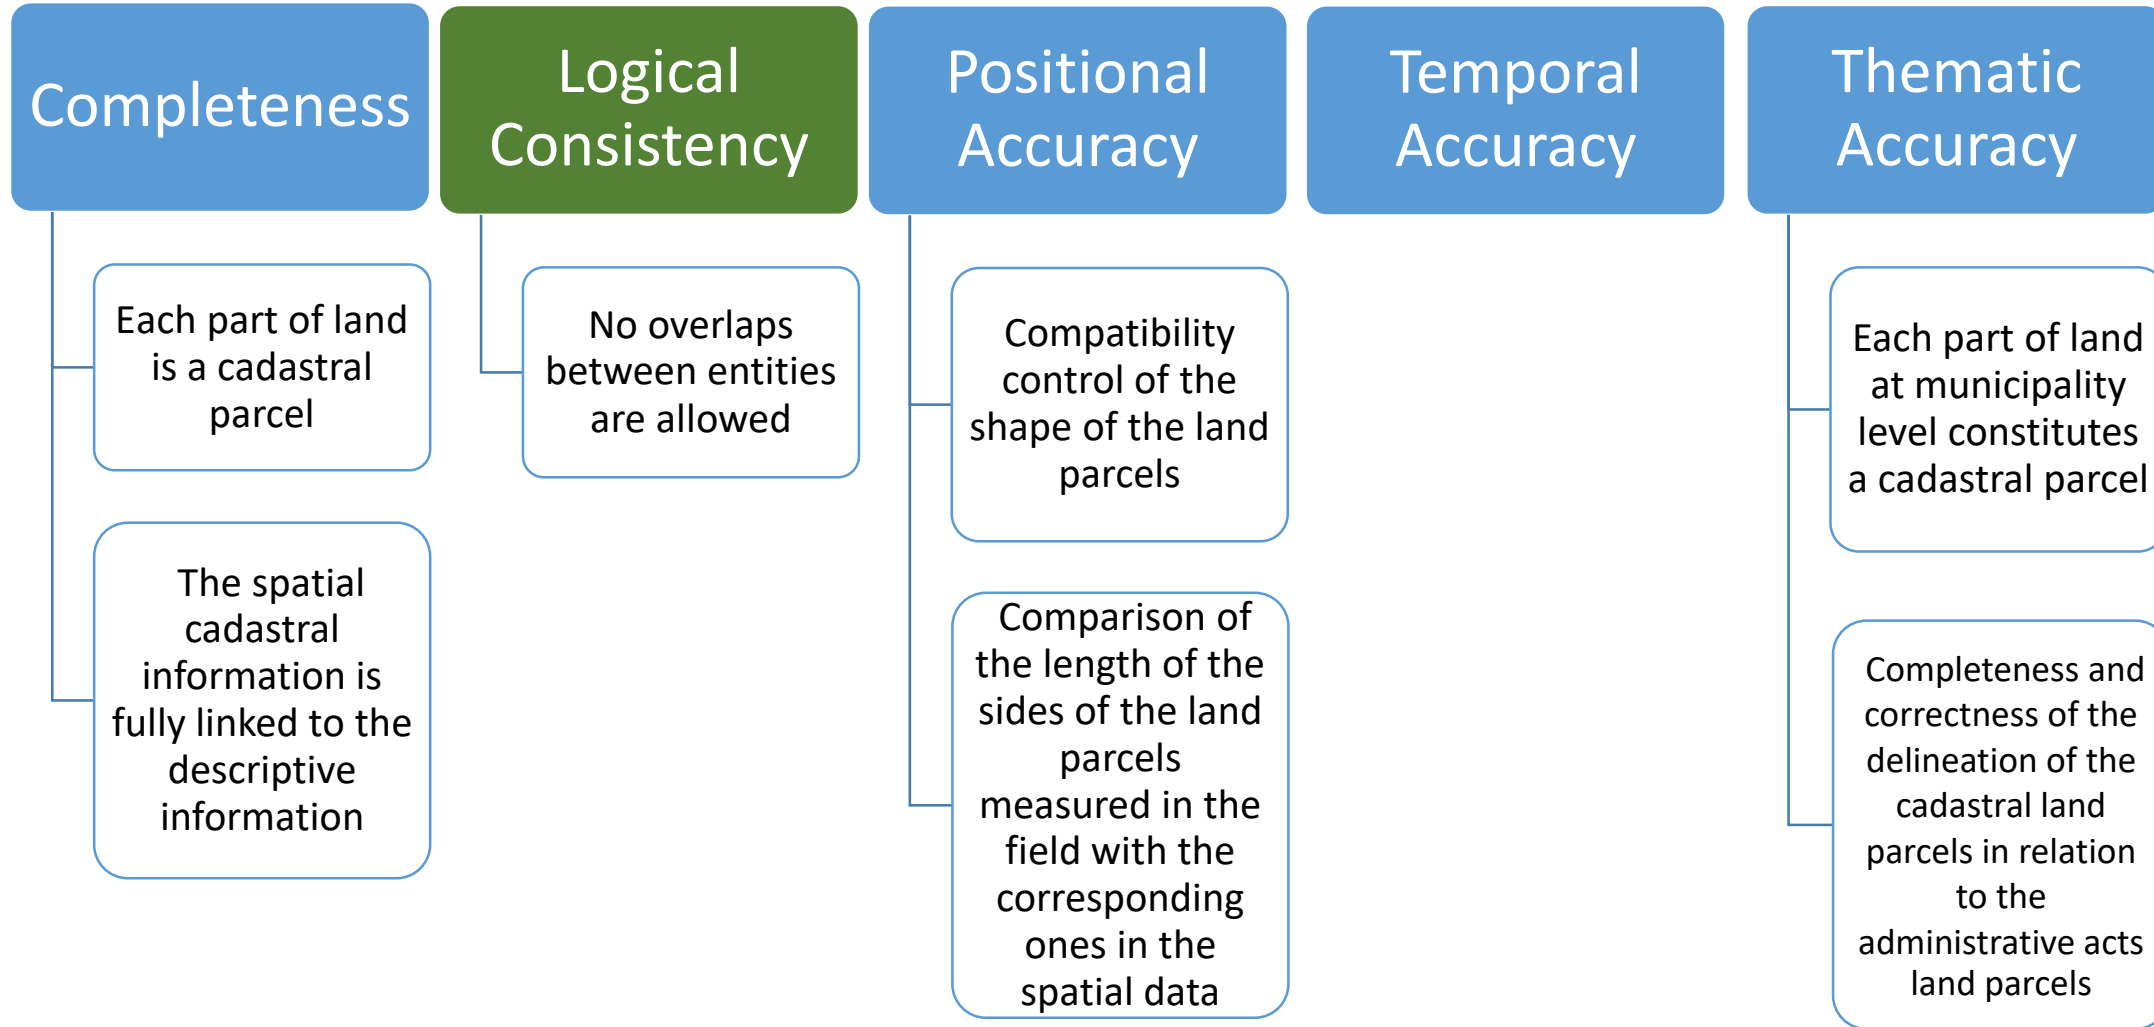 Completeness
Each part of land
is a cadastral
parcel
The spatial
cadastral
information is
fully linked to the
descriptive
information
Logical
Consistency
No overlaps
between entities
are allowed
Positional
Accuracy
Compatibility
control of the
shape of the land
parcels
Comparison of
the length of the
sides of the land
parcels
measured in the
field with the
corresponding
ones in the
spatial data
Temporal
Accuracy
Thematic
Accuracy
Each part of land
at municipality
level constitutes
a cadastral parcel
Completeness and
correctness of the
delineation of the
cadastral land
parcels in relation
to the
administrative acts
land parcels